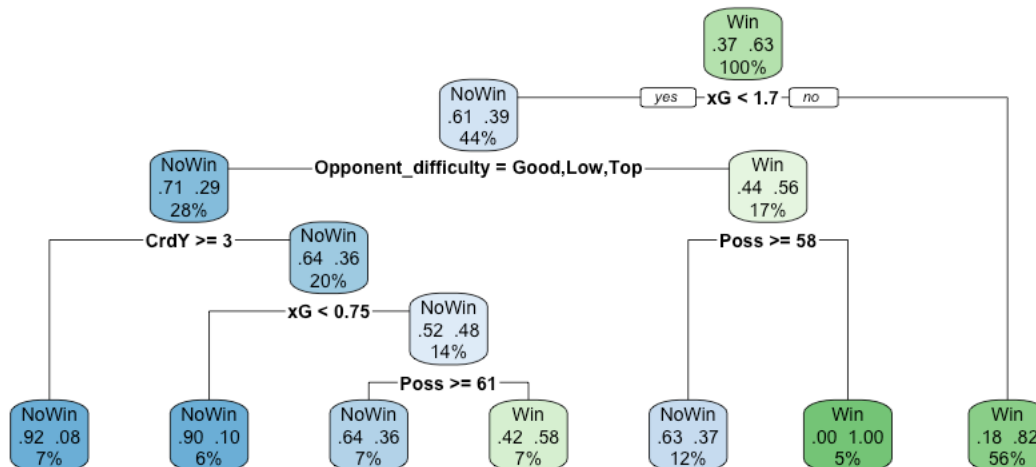 Win
.37 .63
100%
yes
xG < 1.7
no
NoWin
.61 .39
44%
Opponent_difficulty = Good,Low,Top
NoWin
.71 .29
28%
Win
.44 .56
17%
CrdY >= 3
Poss >= 58
NoWin
.64 .36
20%
xG < 0.75
NoWin
.52 .48
14%
Poss >= 61
NoWin
.92 .08
7%
NoWin
.90 .10
6%
NoWin
.64 .36
7%
Win
.42 .58
7%
NoWin
.63 .37
12%
Win
.00 1.00
5%
Win
.18 .82
56%